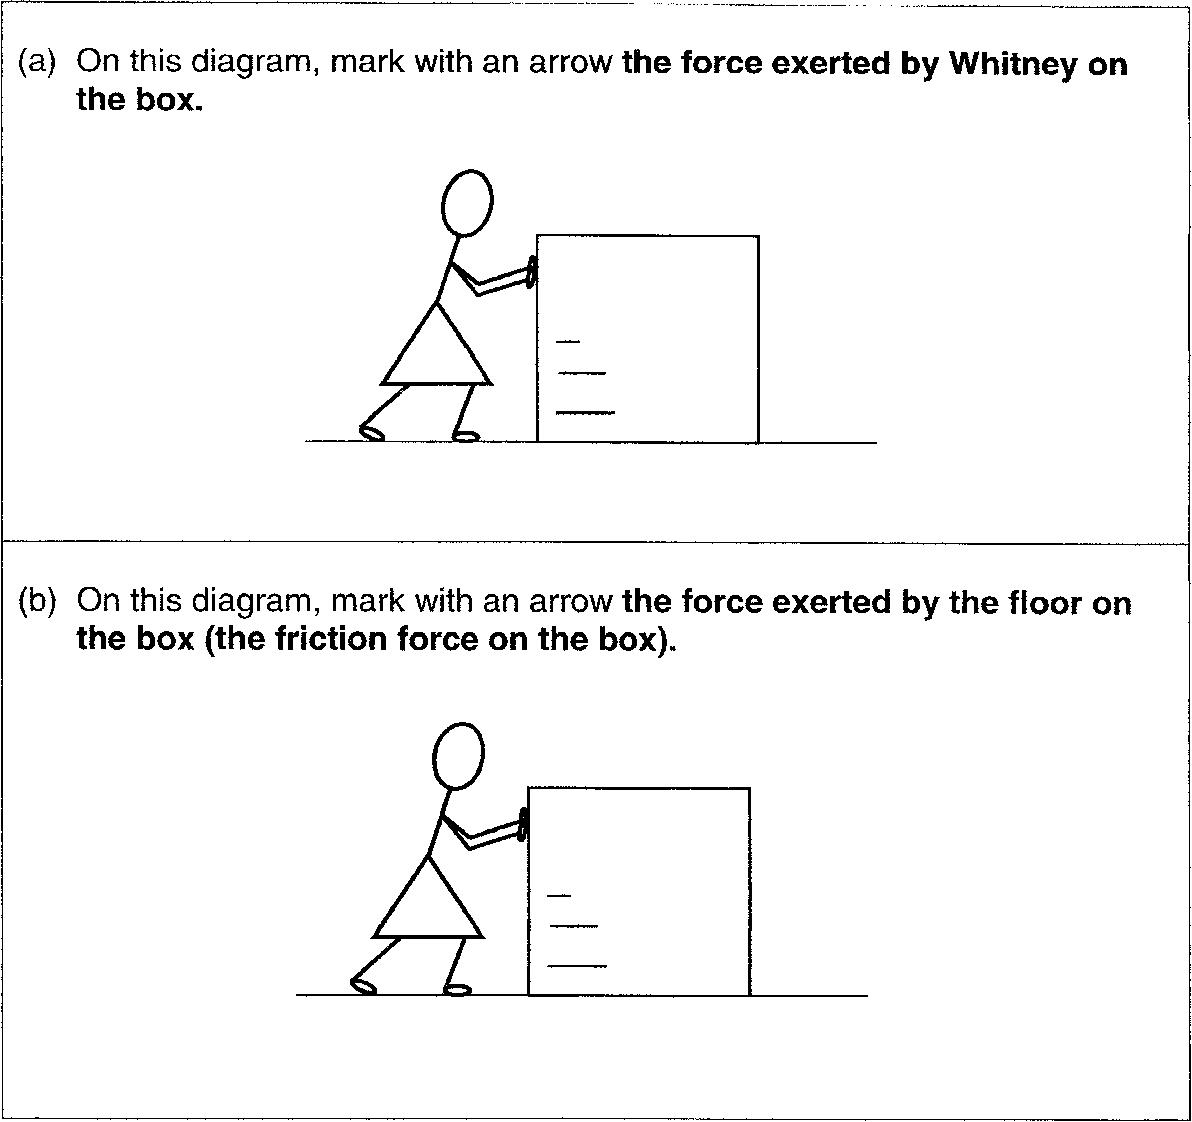 (a) On this diagram, mark with an arrow the force exerted by Whitney on
the box.
(b) On this diagram, mark with an arrow the force exerted by the floor on
the box (the friction force on the box).